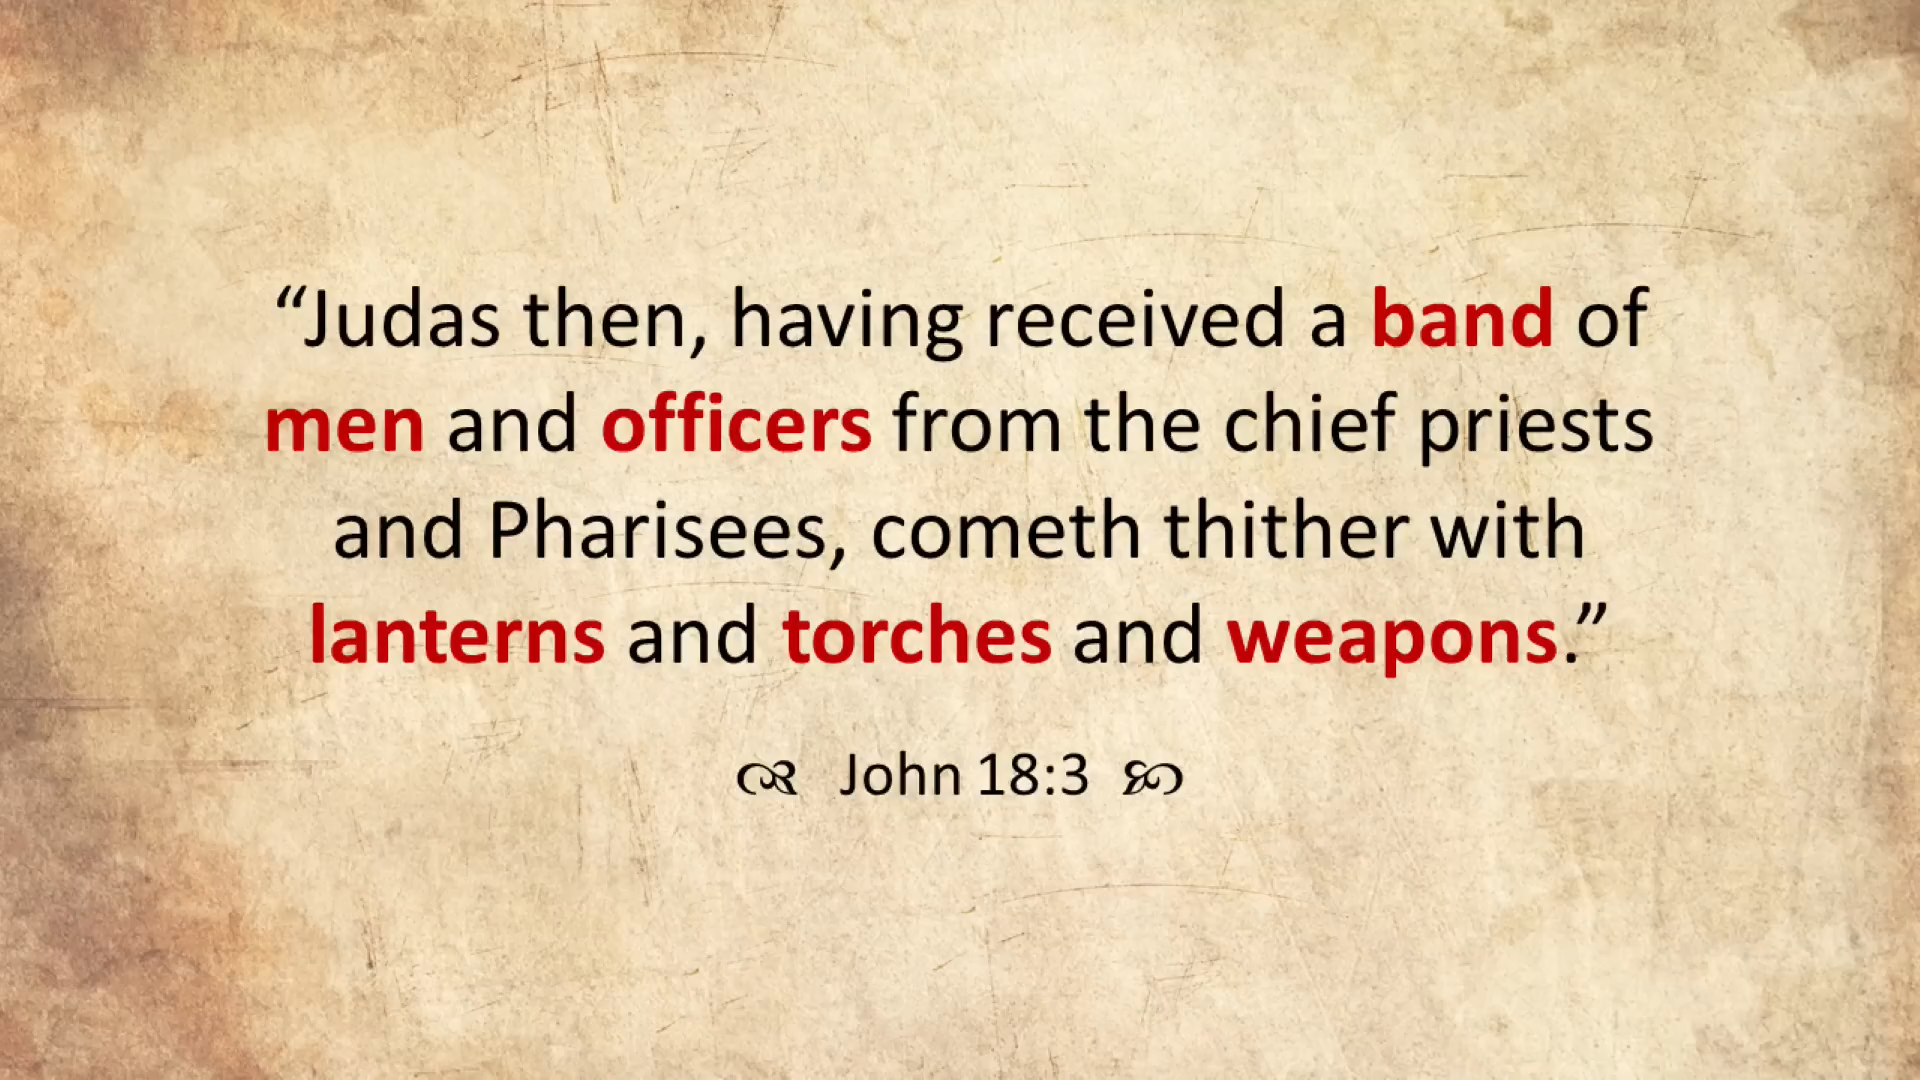 “Judas then, having received a band of
men and officers from the chief priests
and Pharisees, cometh thither with
lanterns and torches and weapons.”
John 18:3